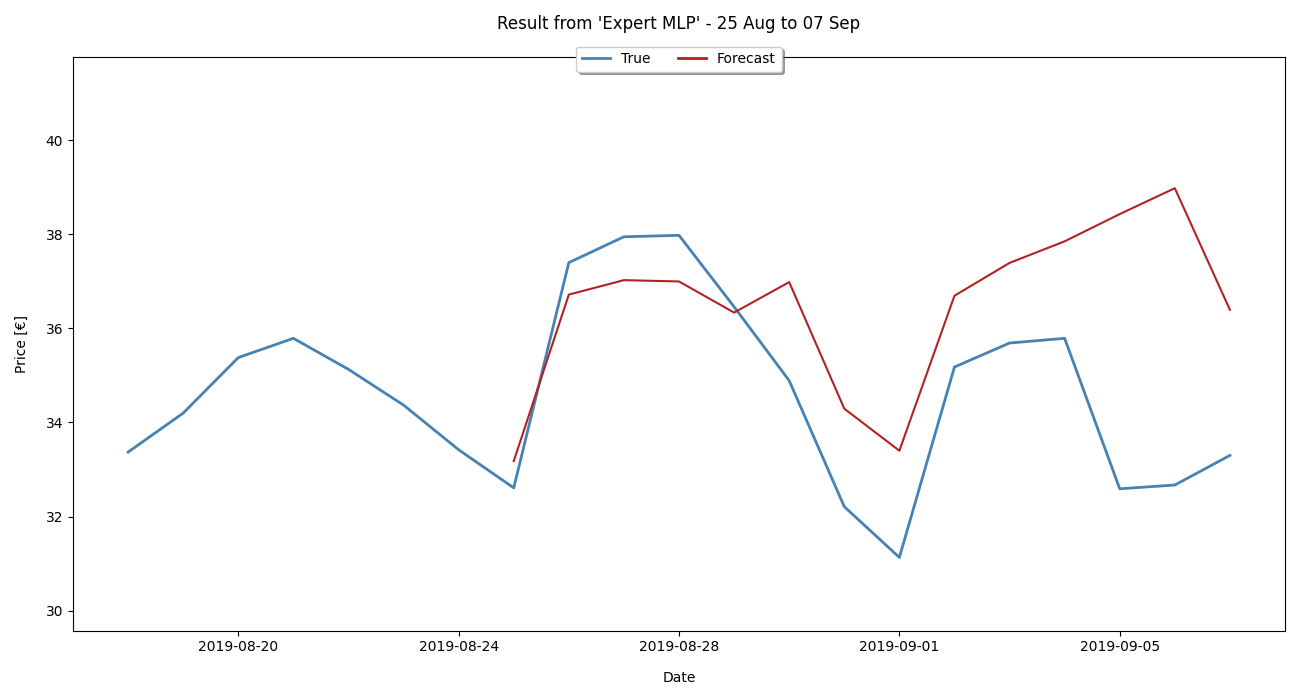 Result from 'Expert MLP' - 25 Aug to 07 Sep
True Forecast
Price [€]
40
38
36
34
32
30
2019-08-20 2019-08-24 2019-08-28 2019-09-01 2019-09-05
Date